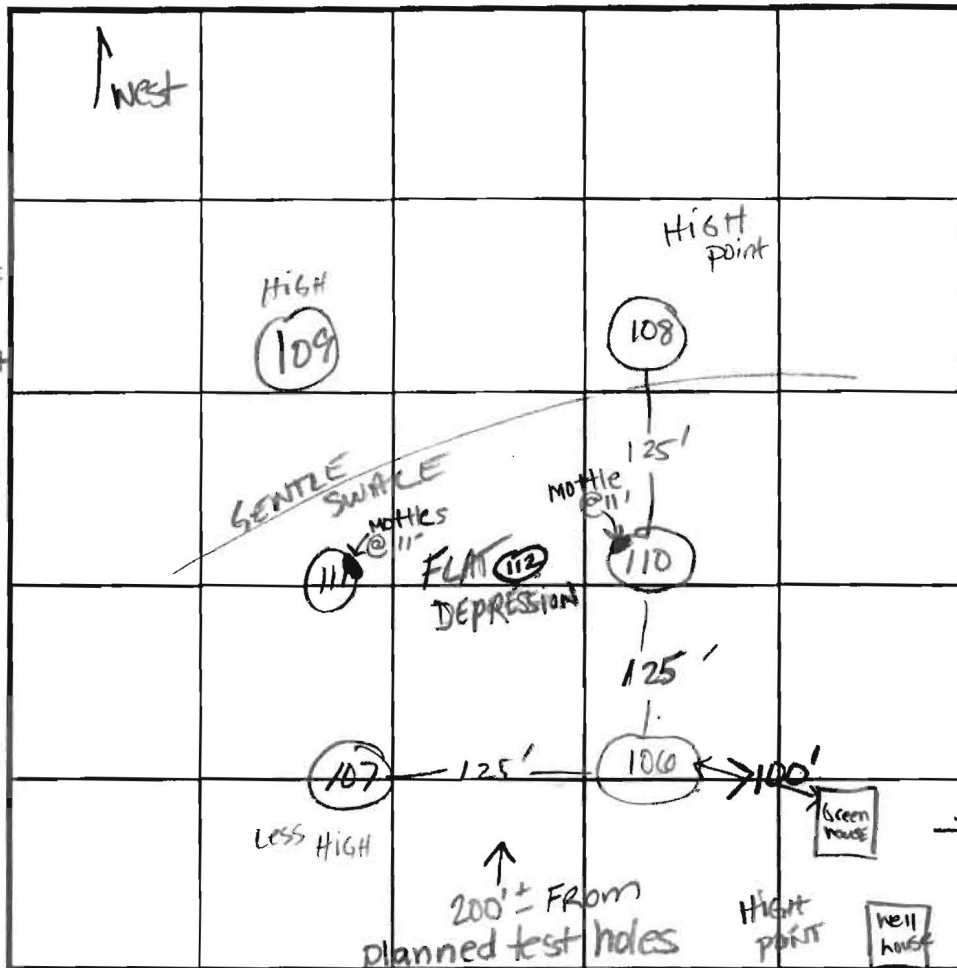 West
HIGH
point
HIGH
109
108
125'
GENTLE
SWALE
MOTTLES
@ 11"
MOTTLE
@ 11'
111
FLAT
112
DEPRESSION
110
125'
107
125'
106
100'
Green
house
LESS HIGH
200' ± FROM
planned test holes
HIGH
POINT
Well
house